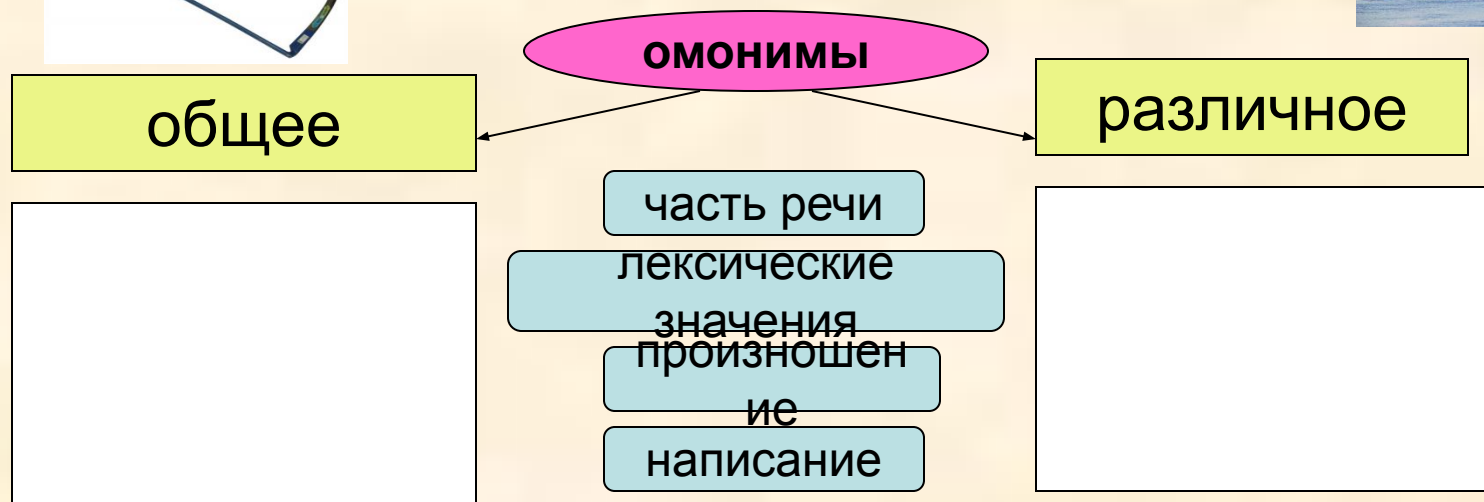 омонимы
общее
различное
часть речи
лексические
значения
произношен
ие
написание